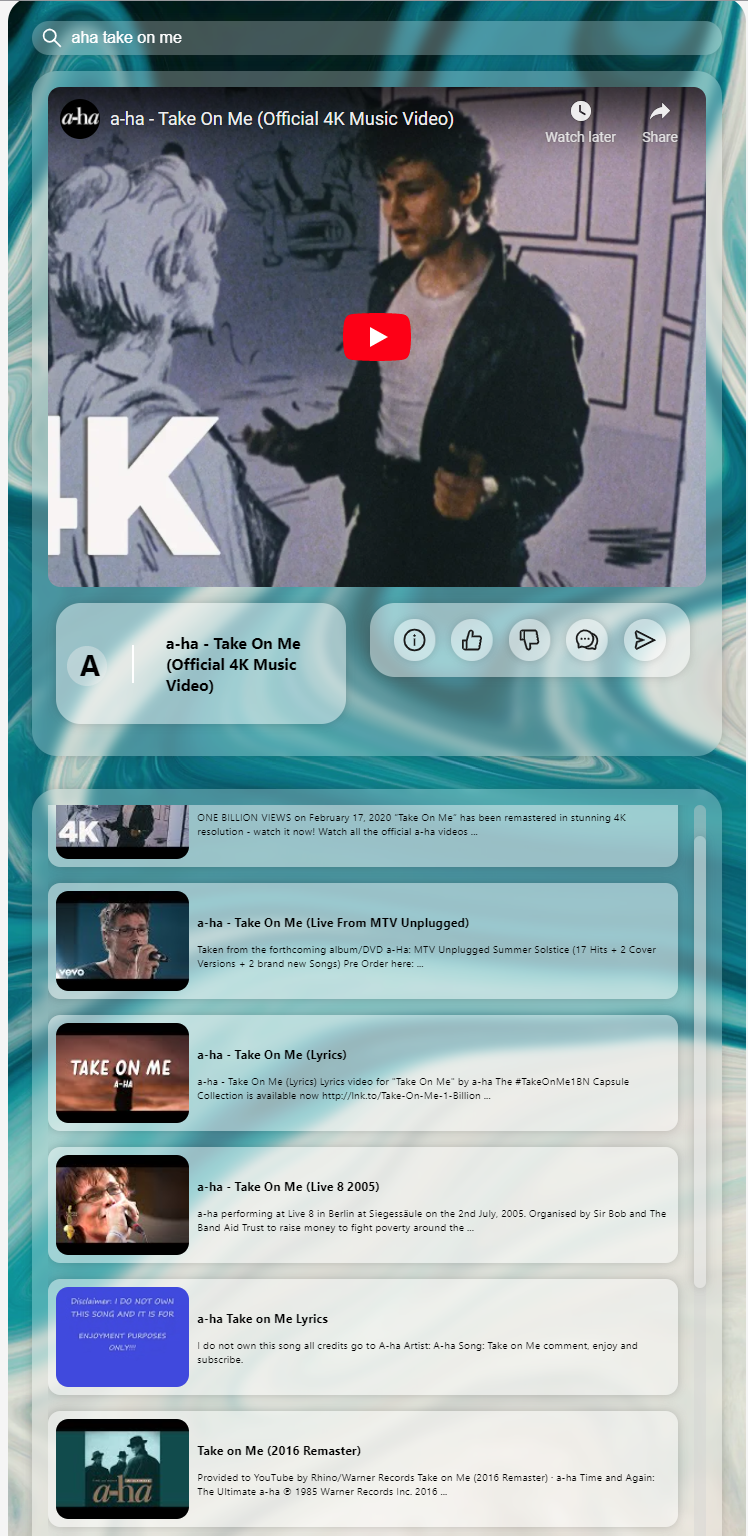 aha take on me
a-ha
a-ha - Take On Me (Official 4K Music Video)
Watch later
Share
4K
A
a-ha - Take On Me
(Official 4K Music
Video)
4K
ONE BILLION VIEWS on February 17, 2020 "Take On Me" has been remastered in stunning 4K
resolution - watch it now! Watch all the official a-ha videos ...
vevo
a-ha - Take On Me (Live From MTV Unplugged)
Taken from the forthcoming album/DVD a-Ha: MTV Unplugged Summer Solstice (17 Hits + 2 Cover
Versions + 2 brand new Songs) Pre Order here: ...
TAKE ON ME
A-HA
a-ha - Take On Me (Lyrics)
a-ha - Take On Me (Lyrics) Lyrics video for "Take On Me" by a-ha The #TakeOnMe1BN Capsule
Collection is available now http://lnk.to/Take-On-Me-1-Billion ...
a-ha - Take On Me (Live 8 2005)
a-ha performing at Live 8 in Berlin at Siegessäule on the 2nd July, 2005. Organised by Sir Bob and The
Band Aid Trust to raise money to fight poverty around the ...
Disclaimer: I DO NOT OWN
THIS SONG AND IT IS FOR
ENJOYMENT PURPOSES
ONLY!!!
a-ha Take on Me Lyrics
I do not own this song all credits go to A-ha Artist: A-ha Song: Take on Me comment, enjoy and
subscribe.
a-ha
Take on Me (2016 Remaster)
Provided to YouTube by Rhino/Warner Records Take on Me (2016 Remaster) · a-ha Time and Again:
The Ultimate a-ha ℗ 1985 Warner Records Inc. 2016 ...